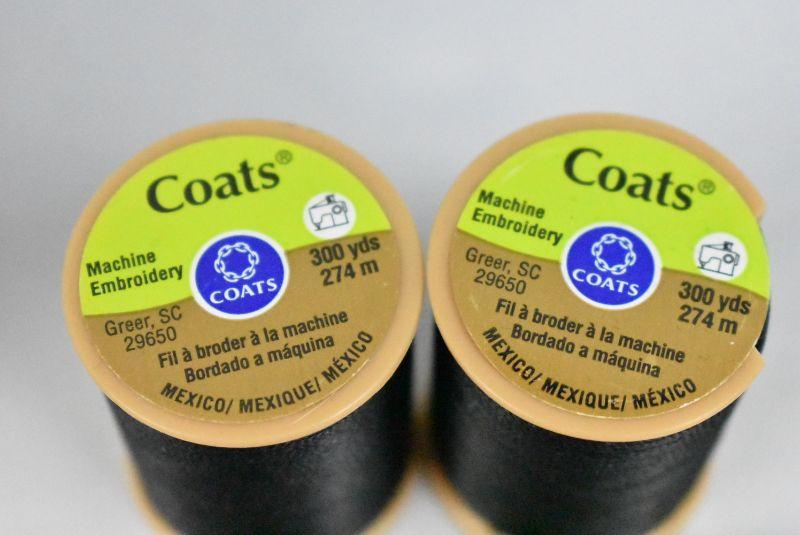 Coats®
Machine
Embroidery
COATS
300 yds
274 m
Greer, SC
29650
Fil à broder à la machine
Bordado a máquina
MEXICO/ MEXIQUE/ MÉXICO
Coats®
Machine
Embroidery
COATS
Greer, SC
29650
300 yds
274 m
Fil à broder à la machine
Bordado a máquina
MEXICO/ MEXIQUE/ MÉXICO